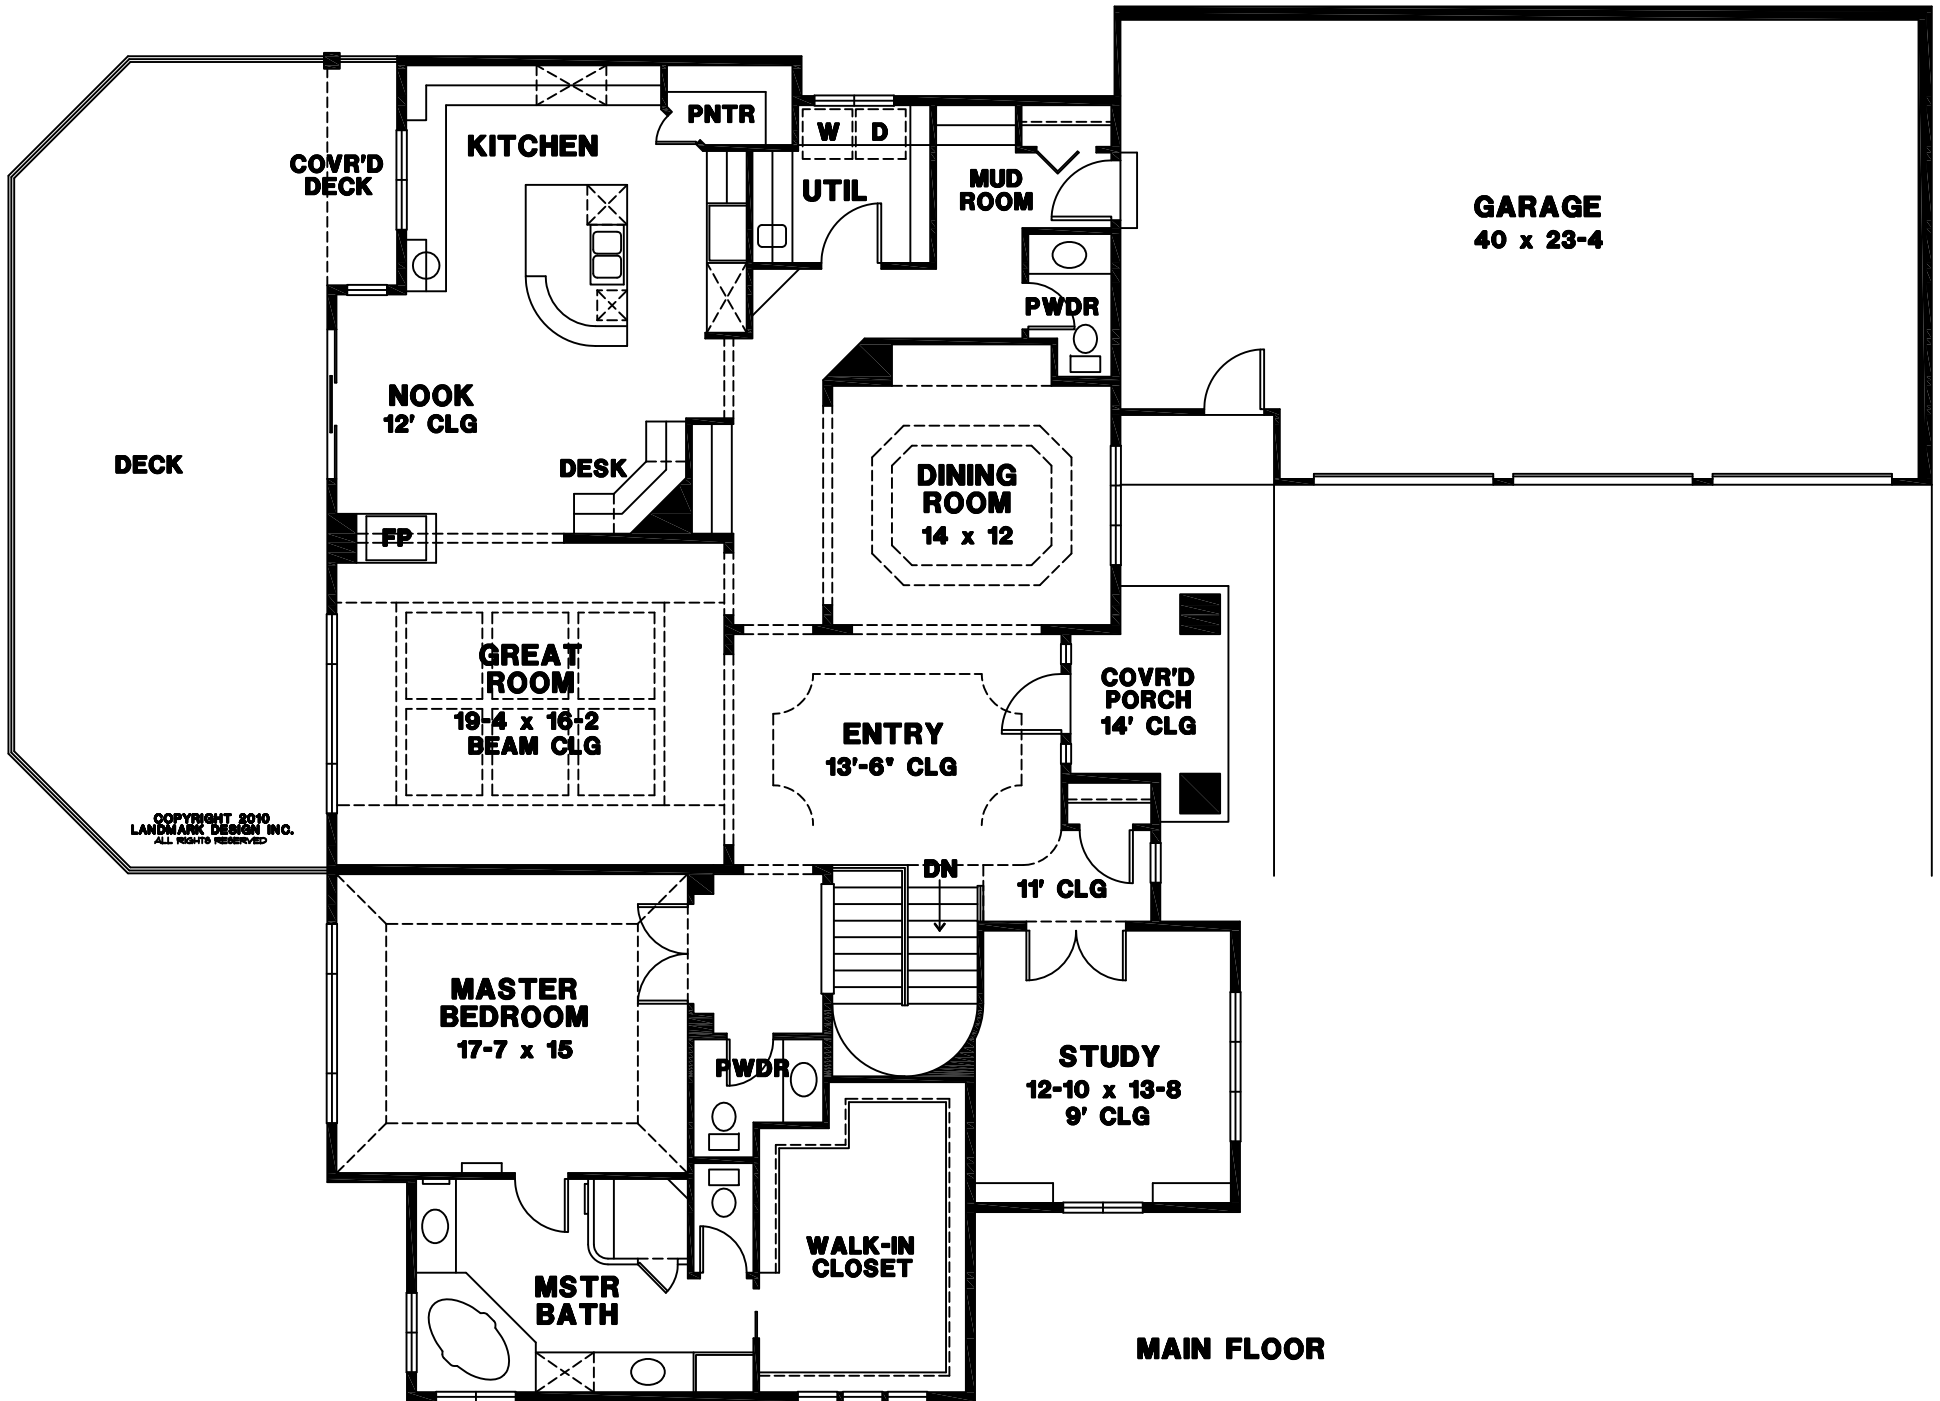 PNTR
W D
KITCHEN
COVR'D
DECK
UTIL
MUD
ROOM
GARAGE
40 x 23-4
PWDR
NOOK
12' CLG
DECK
DESK
DINING
ROOM
14 x 12
FP
GREAT
ROOM
19-4 x 16-2
BEAM CLG
ENTRY
13'-6" CLG
COVR'D
PORCH
14' CLG
COPYRIGHT 2010
LANDMARK DESIGN INC.
ALL RIGHTS RESERVED
DN
11' CLG
MASTER
BEDROOM
17-7 x 15
PWDR
STUDY
12-10 x 13-8
9' CLG
WALK-IN
CLOSET
MSTR
BATH
MAIN FLOOR